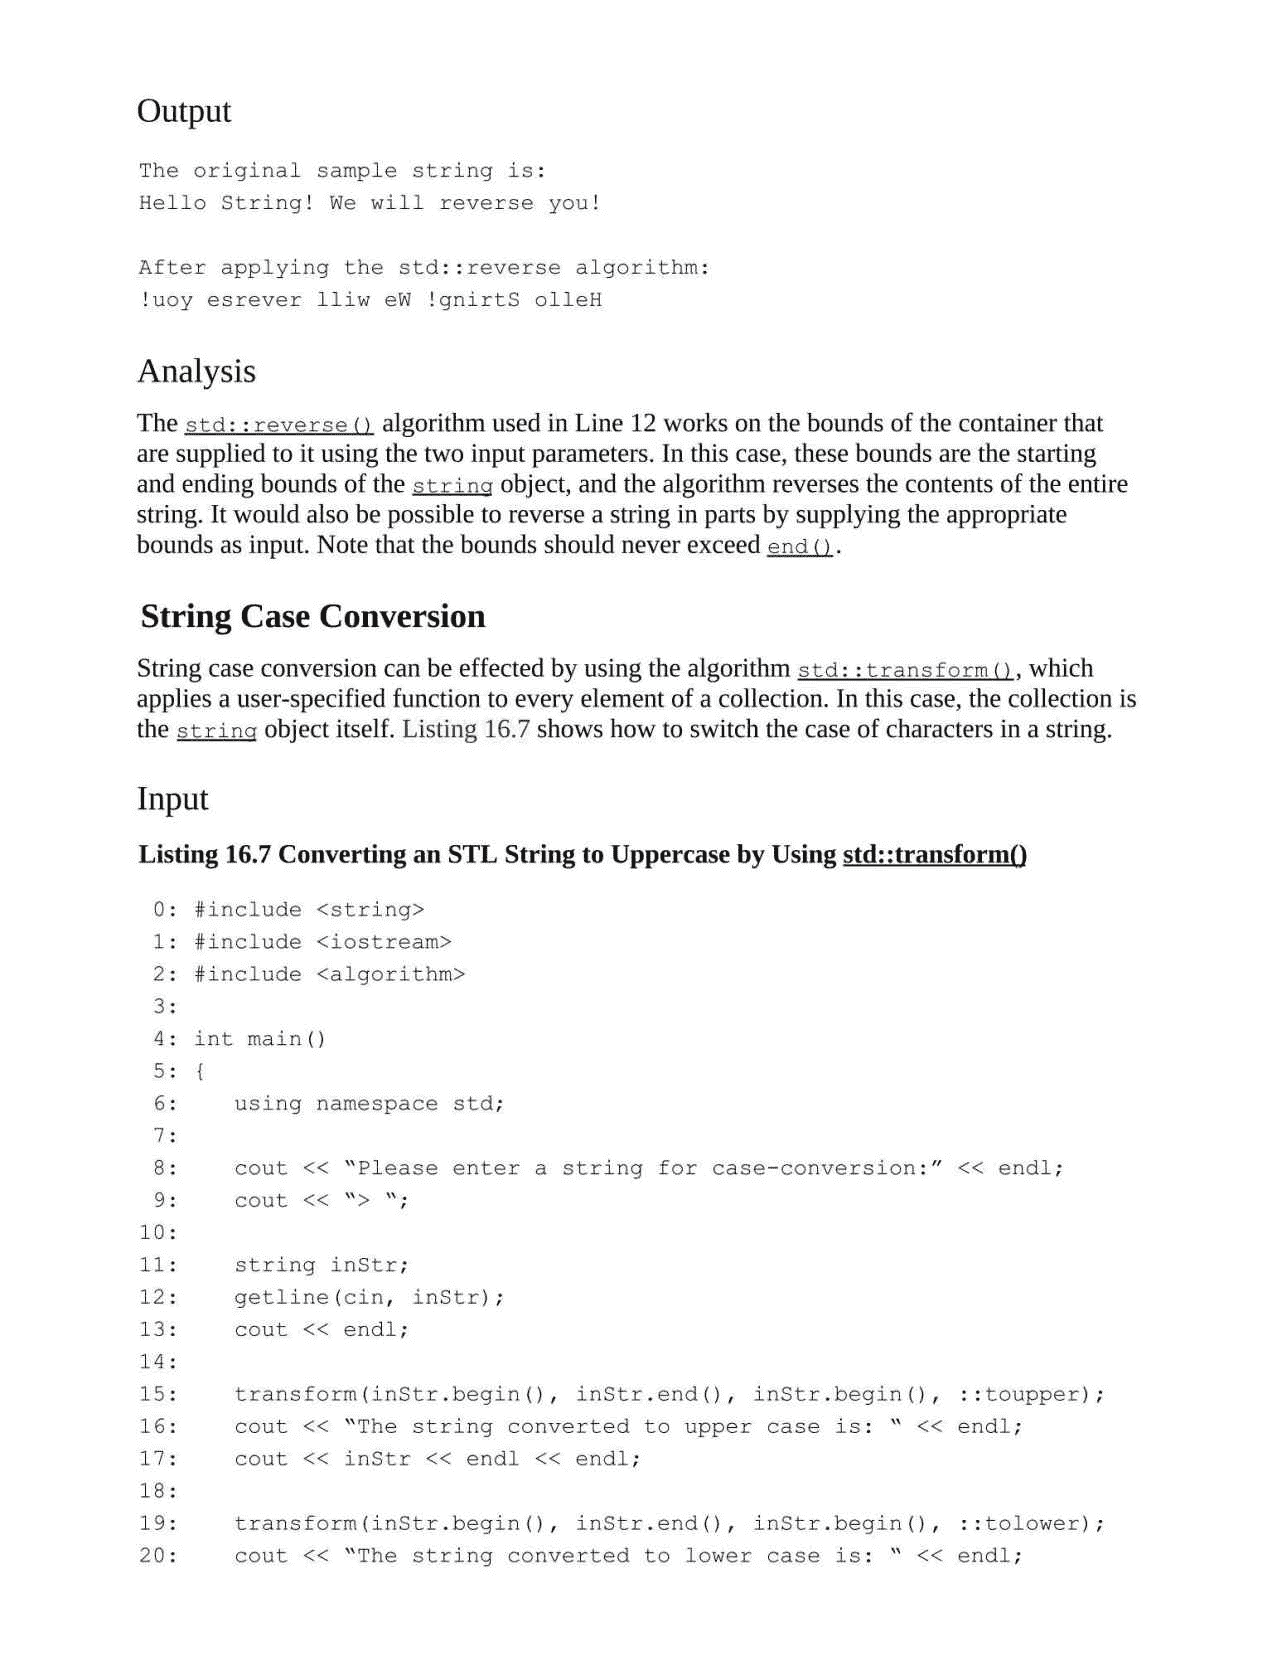 Output
The original sample string is:
Hello String! We will reverse you!
After applying the std::reverse algorithm:
!uoy esrever lliw eW !gnirtS olleH
Analysis
The std::reverse() algorithm used in Line 12 works on the bounds of the container that
are supplied to it using the two input parameters. In this case, these bounds are the starting
and ending bounds of the string object, and the algorithm reverses the contents of the entire
string. It would also be possible to reverse a string in parts by supplying the appropriate
bounds as input. Note that the bounds should never exceed end().
String Case Conversion
String case conversion can be effected by using the algorithm std::transform(), which
applies a user-specified function to every element of a collection. In this case, the collection is
the string object itself. Listing 16.7 shows how to switch the case of characters in a string.
Input
Listing 16.7 Converting an STL String to Uppercase by Using std::transform()
0: #include <string>
1: #include <iostream>
2: #include <algorithm>
3:
4: int main()
5: {
6:    using namespace std;
7:
8:    cout << “Please enter a string for case-conversion:” << endl;
9:    cout << “> “;
10:
11:    string inStr;
12:    getline(cin, inStr);
13:    cout << endl;
14:
15:    transform(inStr.begin(), inStr.end(), inStr.begin(), ::toupper);
16:    cout << “The string converted to upper case is: “ << endl;
17:    cout << inStr << endl << endl;
18:
19:    transform(inStr.begin(), inStr.end(), inStr.begin(), ::tolower);
20:    cout << “The string converted to lower case is: “ << endl;